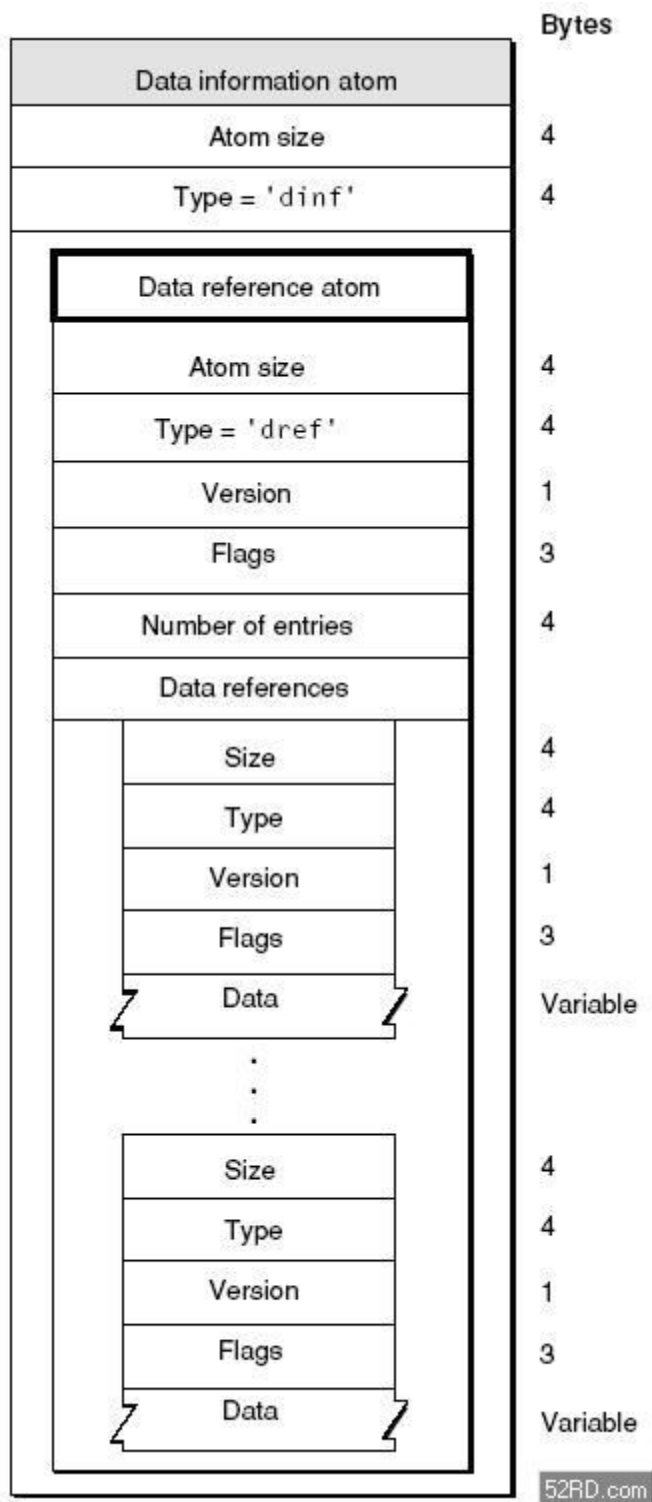 Bytes
Data information atom
Atom size 4
Type = 'dinf' 4
Data reference atom
Atom size 4
Type = 'dref' 4
Version 1
Flags 3
Number of entries 4
Data references
Size 4
Type 4
Version 1
Flags 3
Data Variable
Size 4
Type 4
Version 1
Flags 3
Data Variable
52RD.com